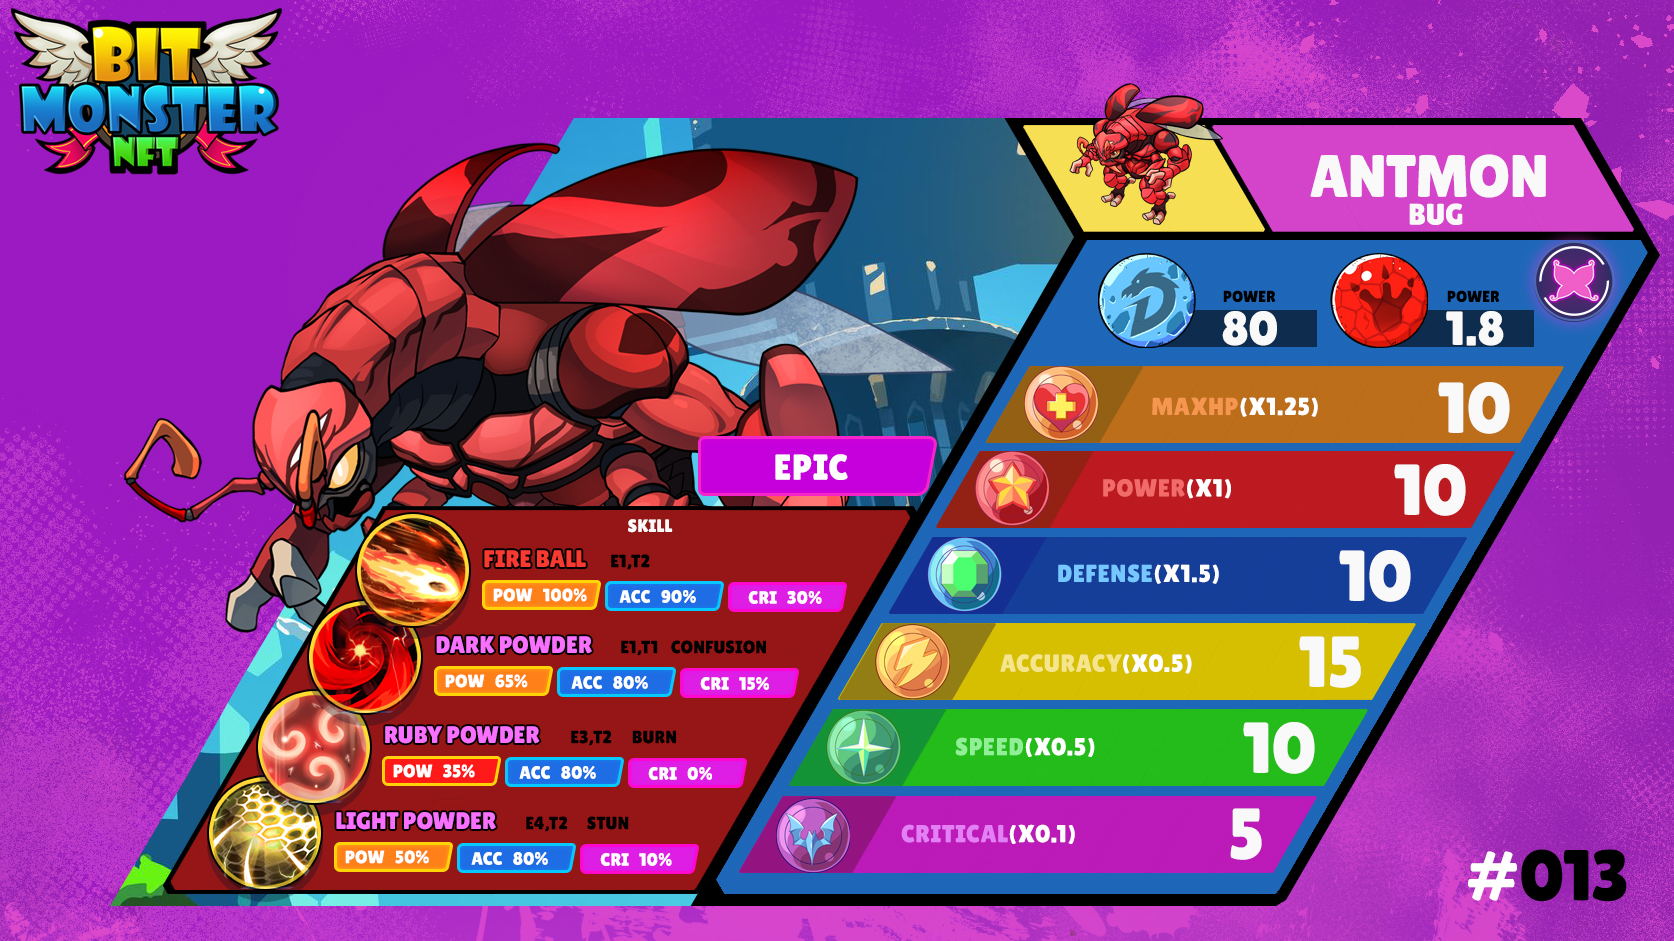 BIT
MONSTER
NFT
ANTMON
BUG
POWER
80
POWER
1.8
MAXHP(X1.25) 10
POWER(X1) 10
DEFENSE(X1.5) 10
ACCURACY(X0.5) 15
SPEED(X0.5) 10
CRITICAL(X0.1) 5
EPIC
SKILL
FIRE BALL E1,T2
POW 100% ACC 90% CRI 30%
DARK POWDER E1,T1 CONFUSION
POW 65% ACC 80% CRI 15%
RUBY POWDER E3,T2 BURN
POW 35% ACC 80% CRI 0%
LIGHT POWDER E4,T2 STUN
POW 50% ACC 80% CRI 10%
#013